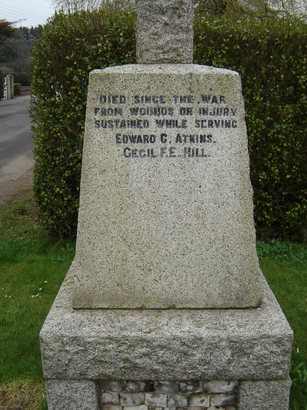 DIED SINCE THE WAR
FROM WOUNDS OR INJURY
SUSTAINED WHILE SERVING
EDWARD C. ATKINS.
CECIL F.E. HILL.